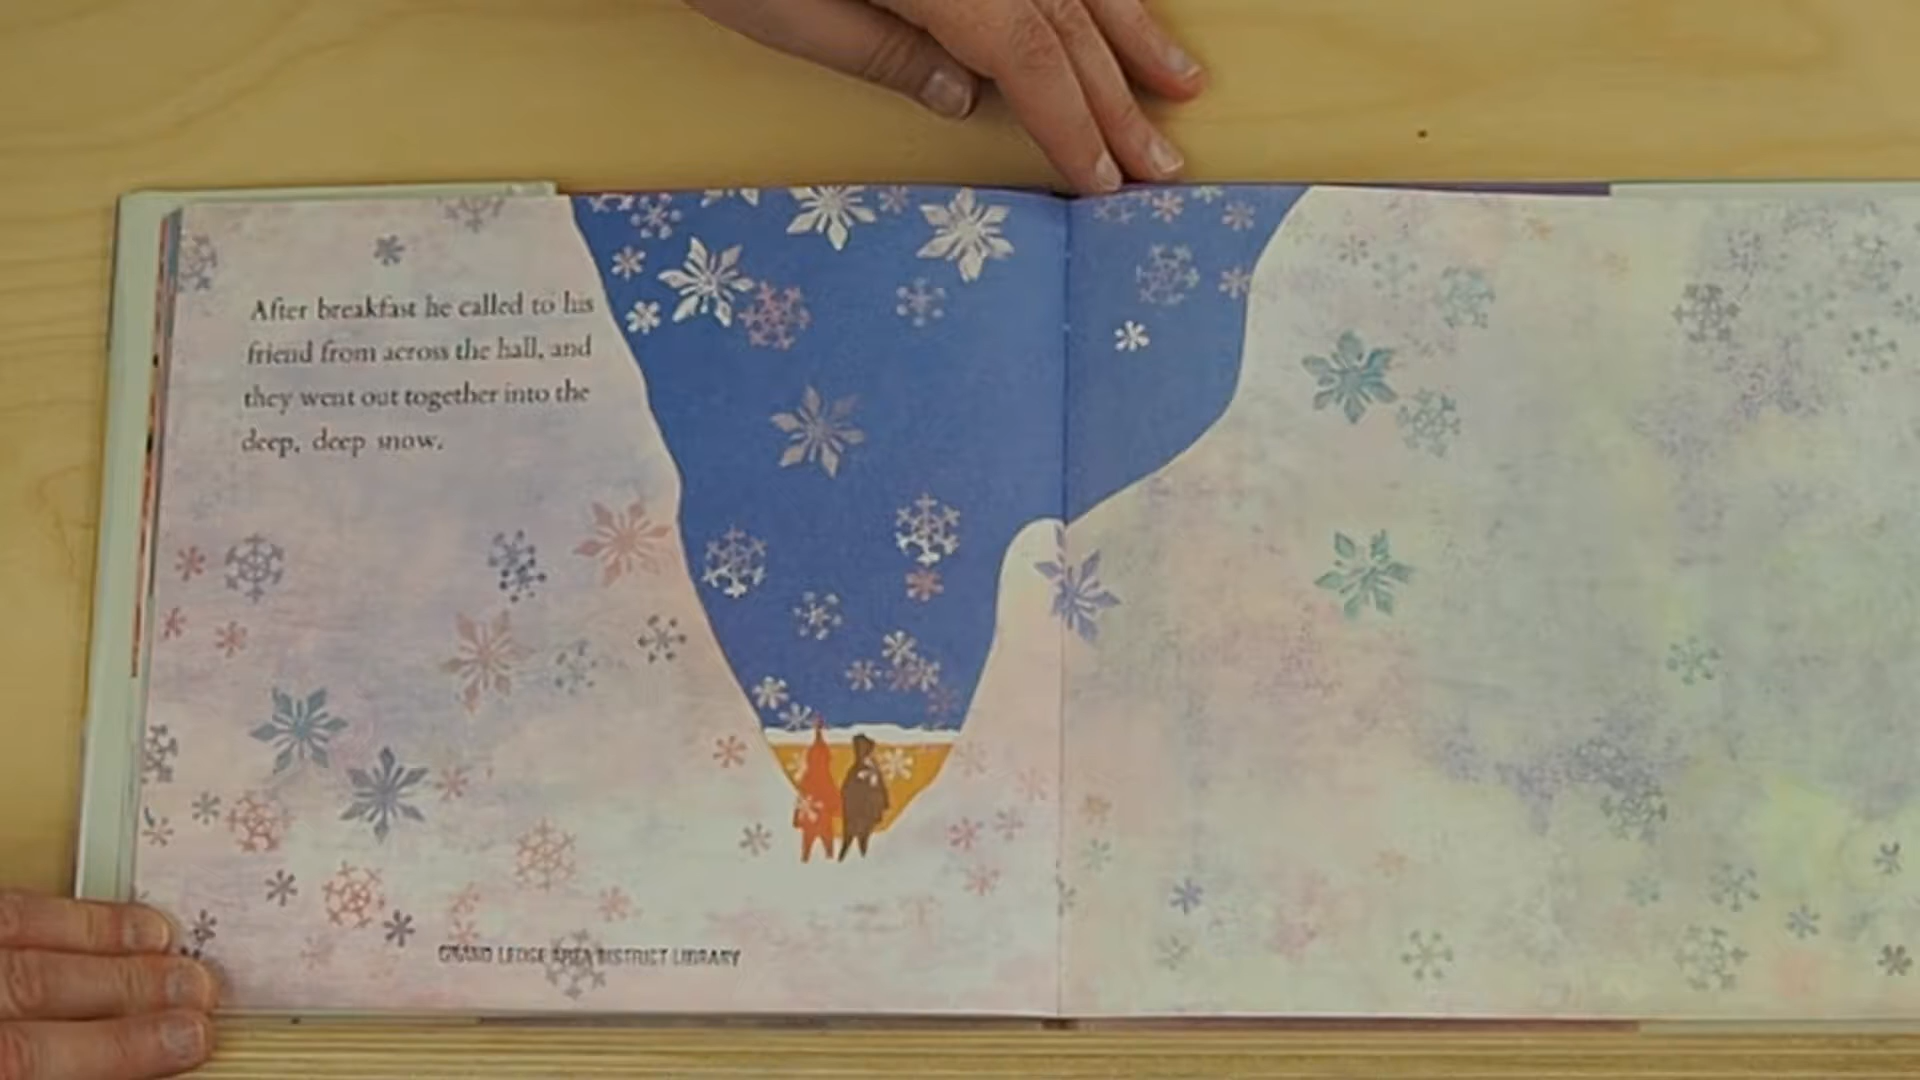 After breakfast he called to his
friend from across the hall, and
they went out together into the
deep, deep snow.
GRAND LEDGE AREA DISTRICT LIBRARY